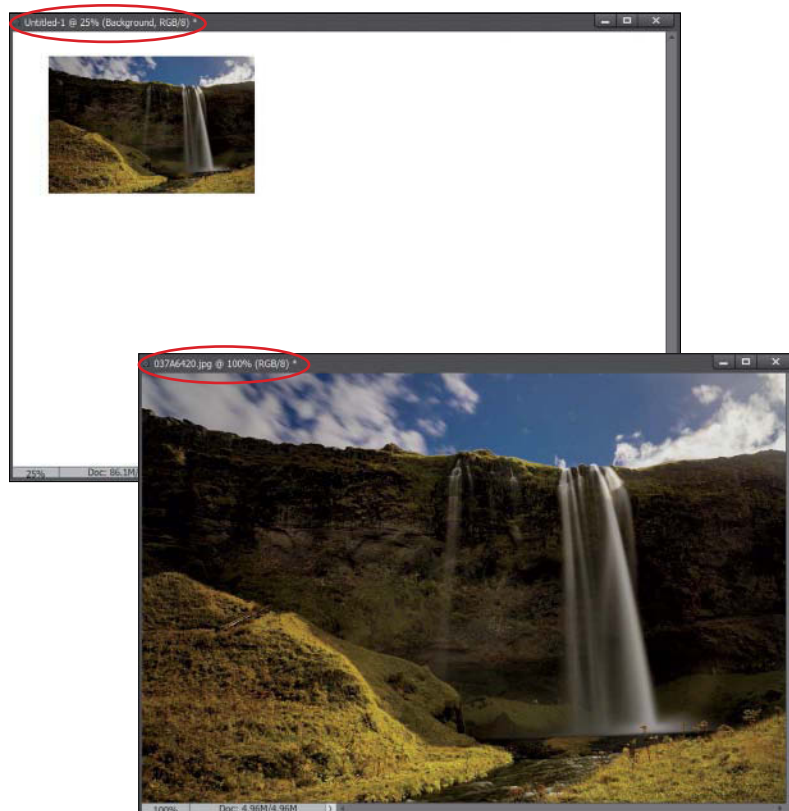 Untitled-1 @ 25% (Background, RGB/8) *
25% Doc: 86.1M/
037A6420.jpg @ 100% (RGB/8) *
100% Doc: 4.96M/4.96M